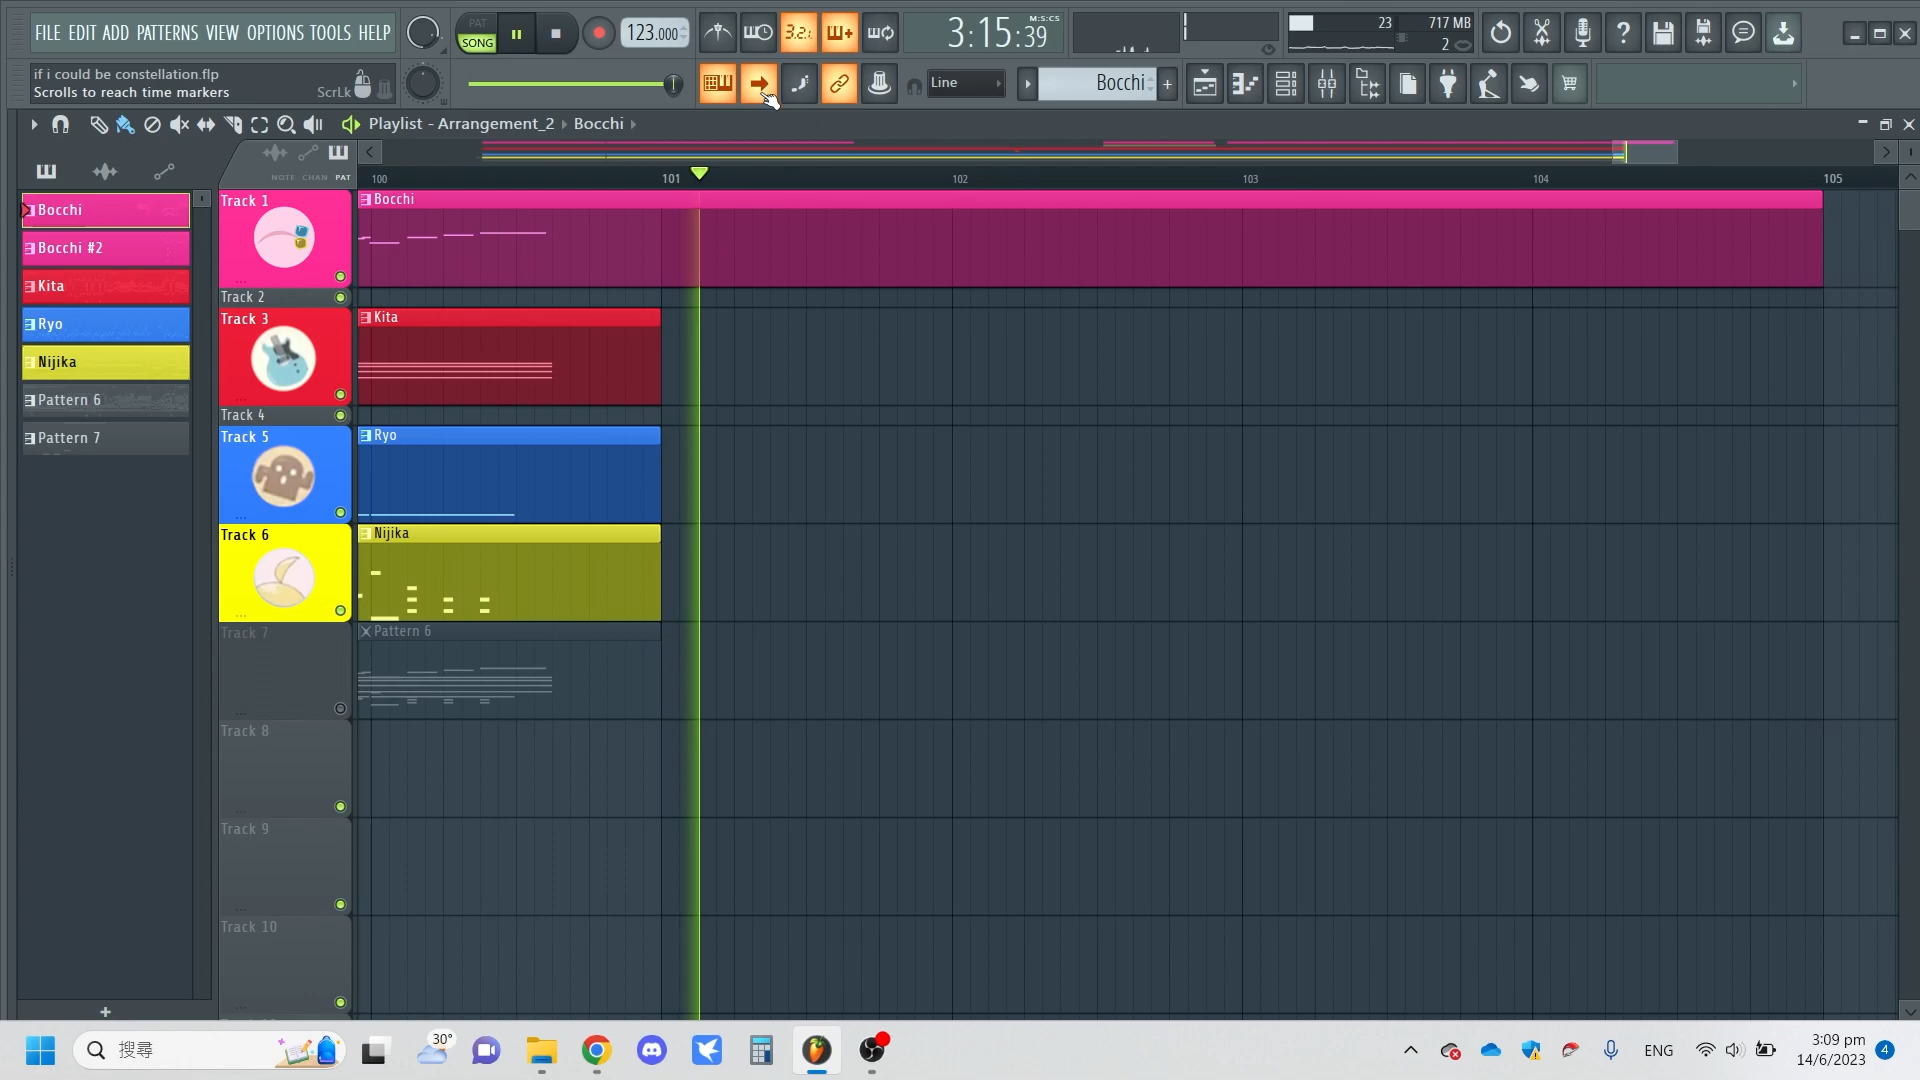 FILE EDIT ADD PATTERNS VIEW OPTIONS TOOLS HELP
PAT
SONG
123.000
3.2.
3:15:39
M:S:CS
23
717 MB
2
if i could be constellation.flp
Scrolls to reach time markers
ScrLk
Line
Bocchi
Playlist - Arrangement_2 Bocchi
NOTE CHAN PAT
100 101 102 103 104 105
Bocchi
Bocchi #2
Kita
Ryo
Nijika
Pattern 6
Pattern 7
Track 1
Bocchi
Track 2
Track 3
Kita
Track 4
Track 5
Ryo
Track 6
Nijika
Track 7
Pattern 6
Track 8
Track 9
Track 10
搜尋
30°
ENG
3:09 pm
14/6/2023
4